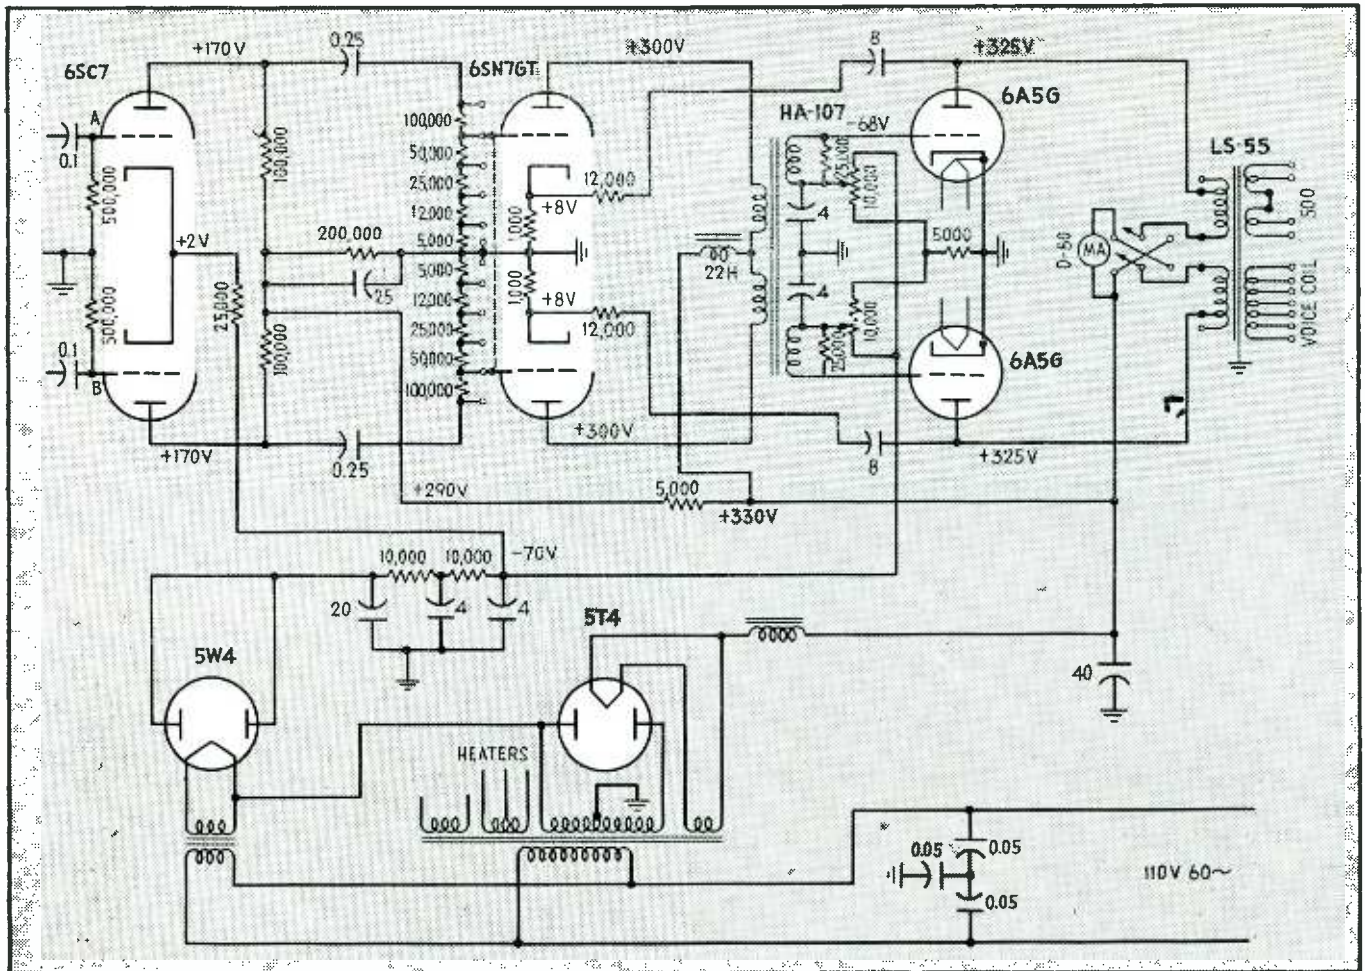 +170V
0.25
+300V
8
+325V
6SC7
6SN7GT
6A5G
HA-107
-68V
A
0.1
100,000
50,000
25,000
12,000
5,000
5,000
12,000
25,000
50,000
100,000
100,000
500,000
+2V
200,000
25
12,000
+8V
1,000
1,000
+8V
12,000
25,000
10,000
4
5000
4
10,000
25,000
22H
LS-55
500
D-80
MA
VOICE COIL
500,000
25,000
100,000
0.1
B
6A5G
+170V
0.25
+300V
8
+325V
+290V
5,000
+330V
10,000
10,000
-70V
20
4
4
5T4
5W4
40
HEATERS
0.05
0.05
0.05
110V 60~